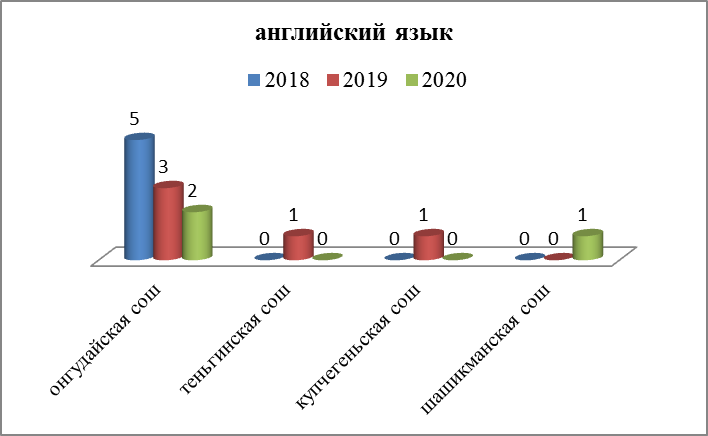 английский язык
2018 2019 2020
5
3
2
0 1 0
0 1 0
0 0 1
онгудайская сош
теньгинская сош
купчегеньская сош
шашикманская сош